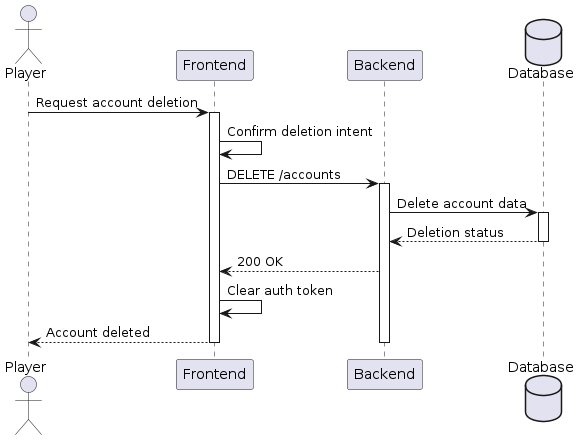 Player
Frontend
Backend
Database
Request account deletion
Confirm deletion intent
DELETE /accounts
Delete account data
Deletion status
200 OK
Clear auth token
Account deleted
Player
Frontend
Backend
Database